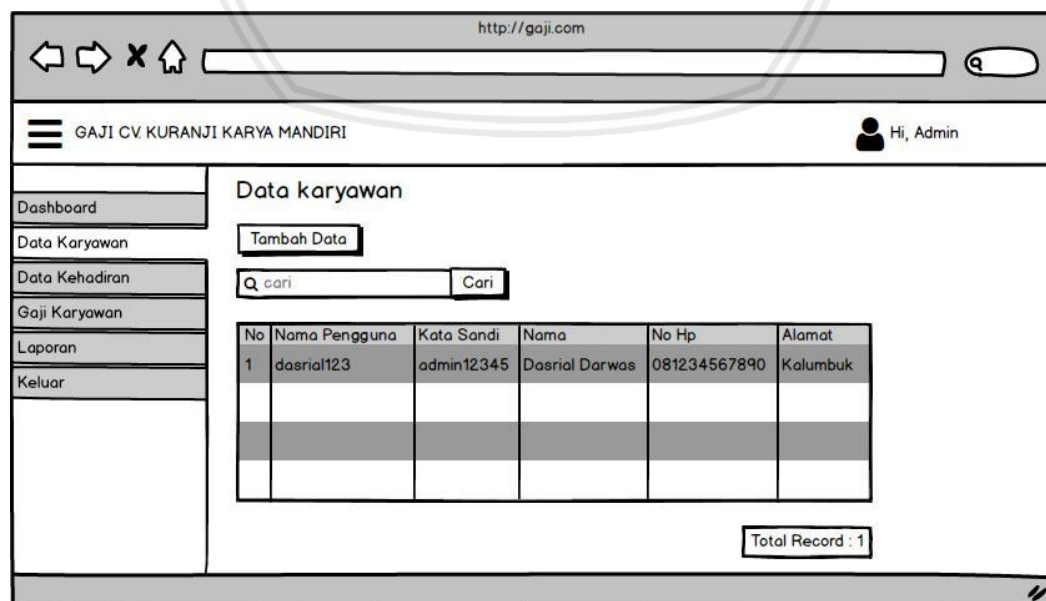 http://gaji.com
GAJI CV. KURANJI KARYA MANDIRI
Hi, Admin
Dashboard
Data Karyawan
Data Kehadiran
Gaji Karyawan
Laporan
Keluar
Data karyawan
Tambah Data
cari Cari
No Nama Pengguna Kata Sandi Nama No Hp Alamat
1 dasrial123 admin12345 Dasrial Darwas 081234567890 Kalumbuk
Total Record : 1